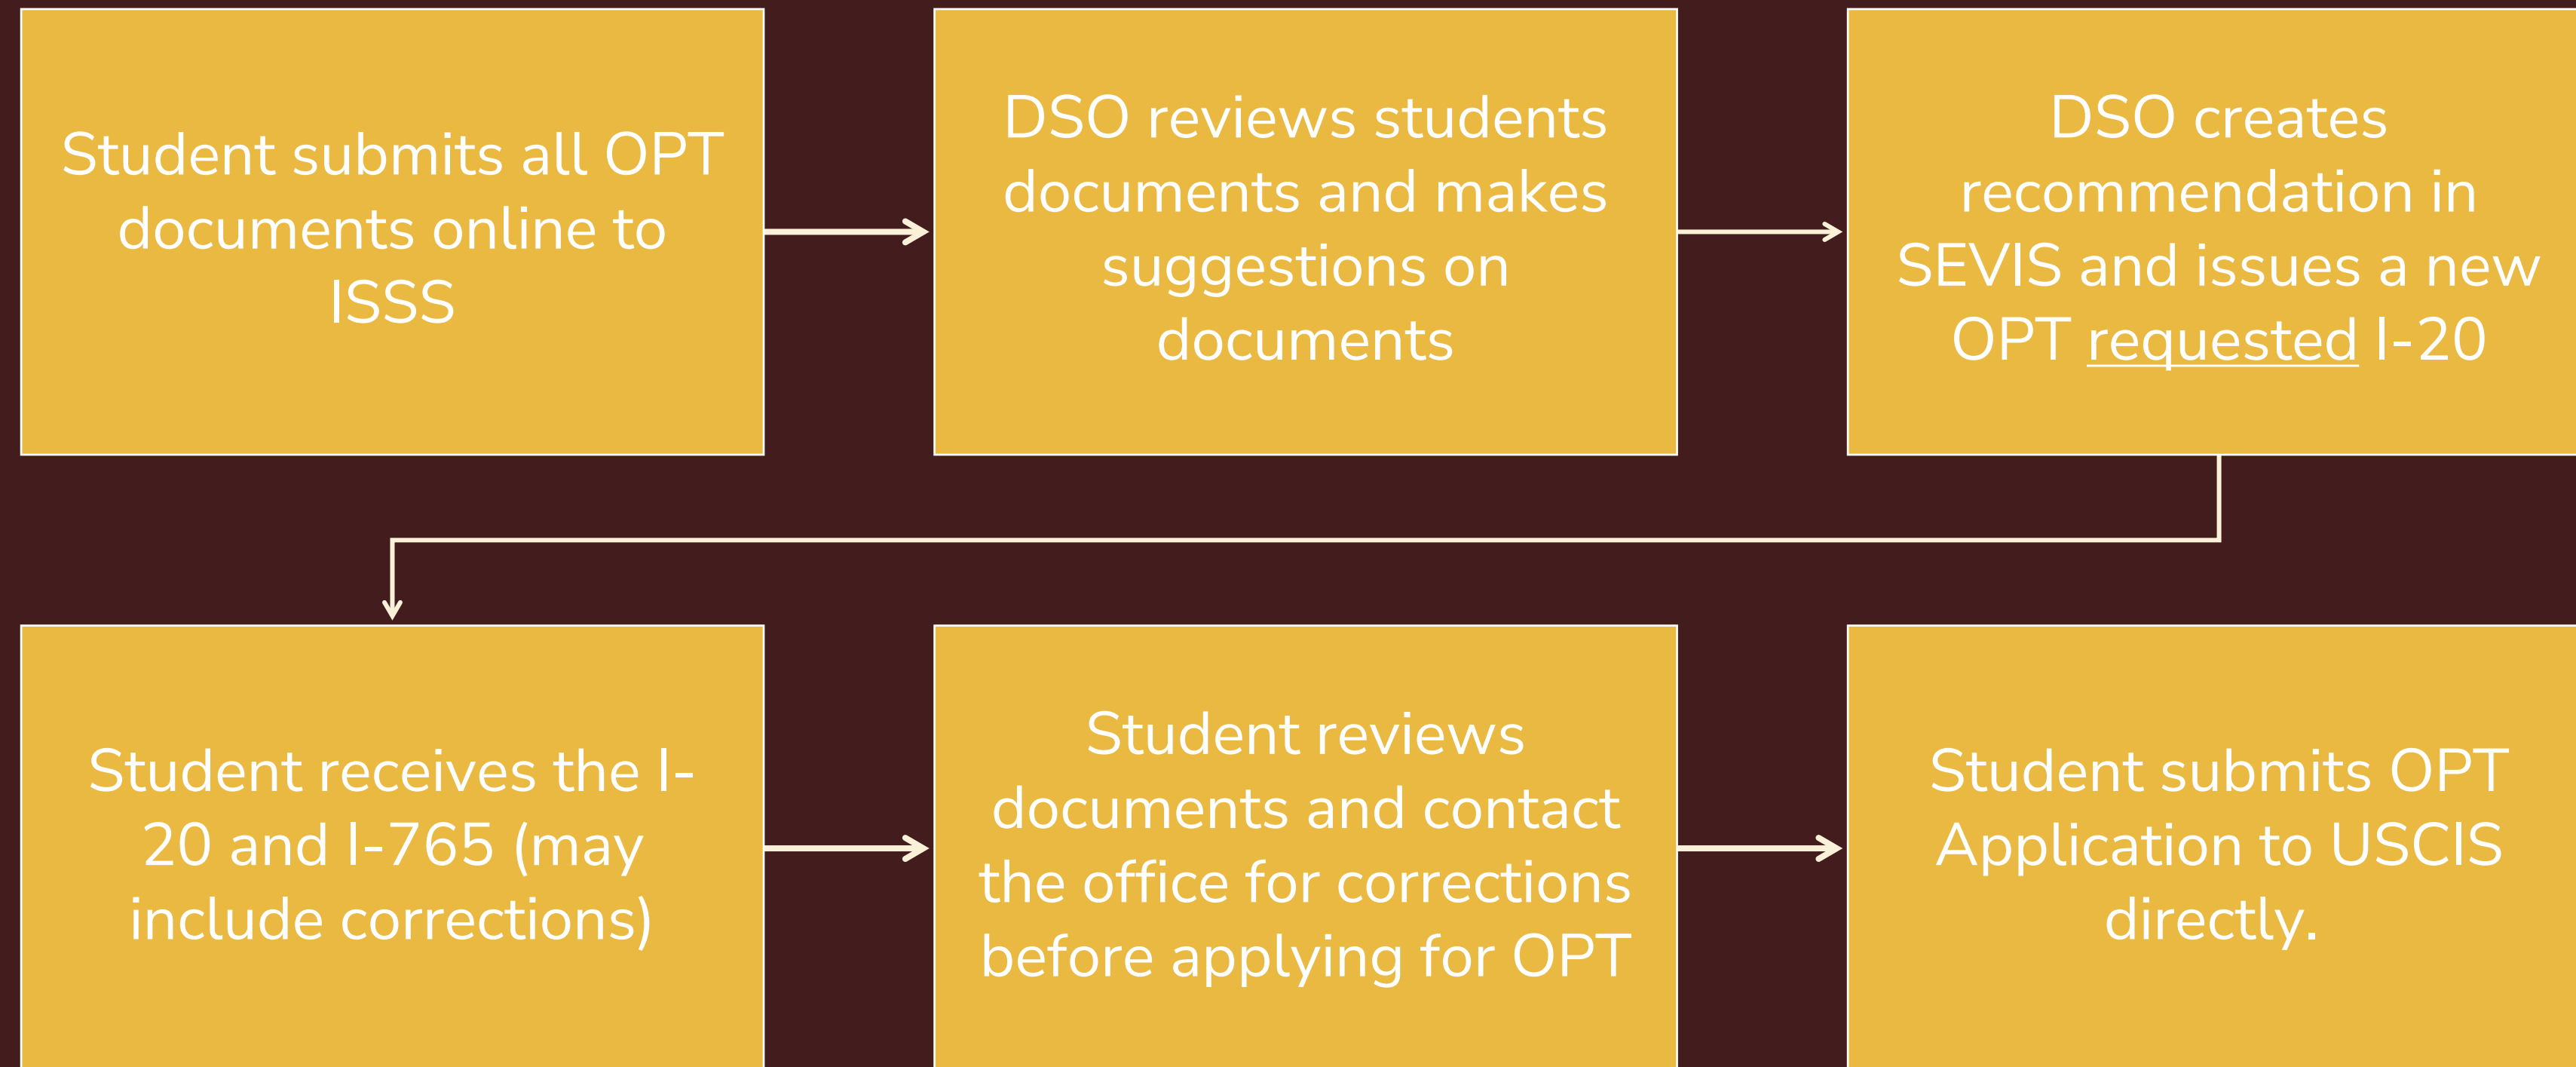 Student submits all OPT
documents online to
ISSS
DSO reviews students
documents and makes
suggestions on
documents
DSO creates
recommendation in
SEVIS and issues a new
OPT requested I-20
Student receives the I-
20 and I-765 (may
include corrections)
Student reviews
documents and contact
the office for corrections
before applying for OPT
Student submits OPT
Application to USCIS
directly.